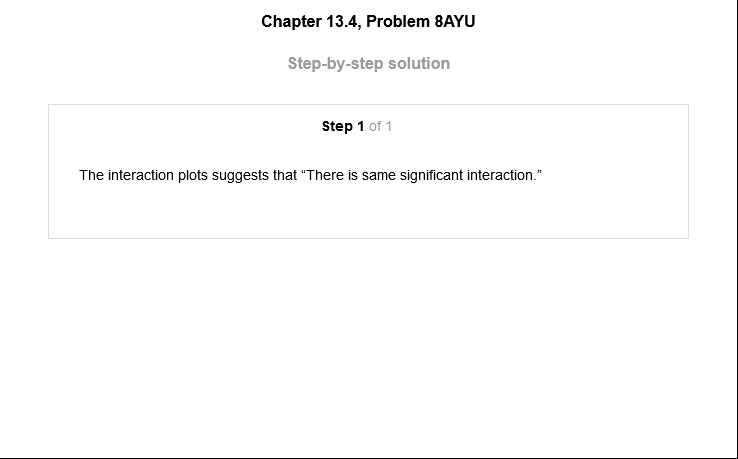 Chapter 13.4, Problem 8AYU
Step-by-step solution
Step 1 of 1
The interaction plots suggests that “There is same significant interaction.”